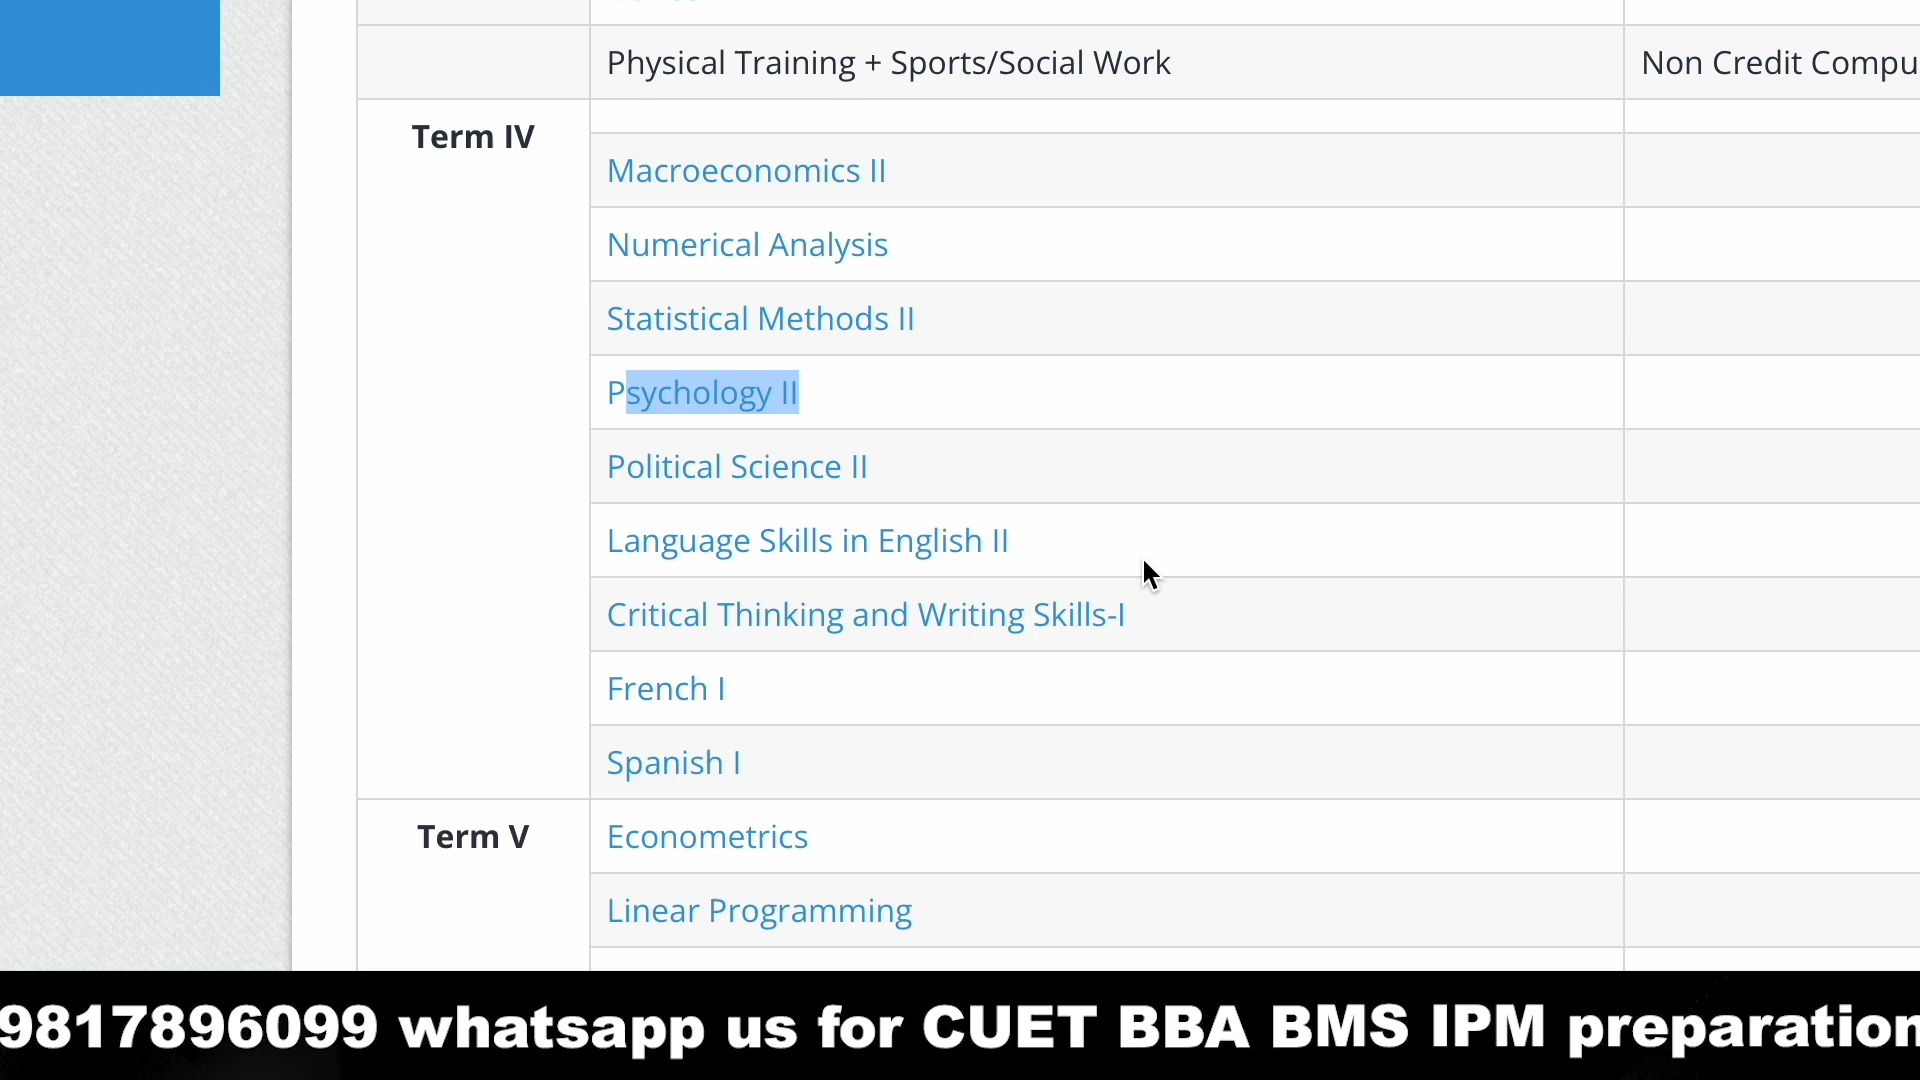 Physical Training + Sports/Social Work
Non Credit Compu
Term IV
Macroeconomics II
Numerical Analysis
Statistical Methods II
Psychology II
Political Science II
Language Skills in English II
Critical Thinking and Writing Skills-I
French I
Spanish I
Term V
Econometrics
Linear Programming
9817896099 whatsapp us for CUET BBA BMS IPM preparation